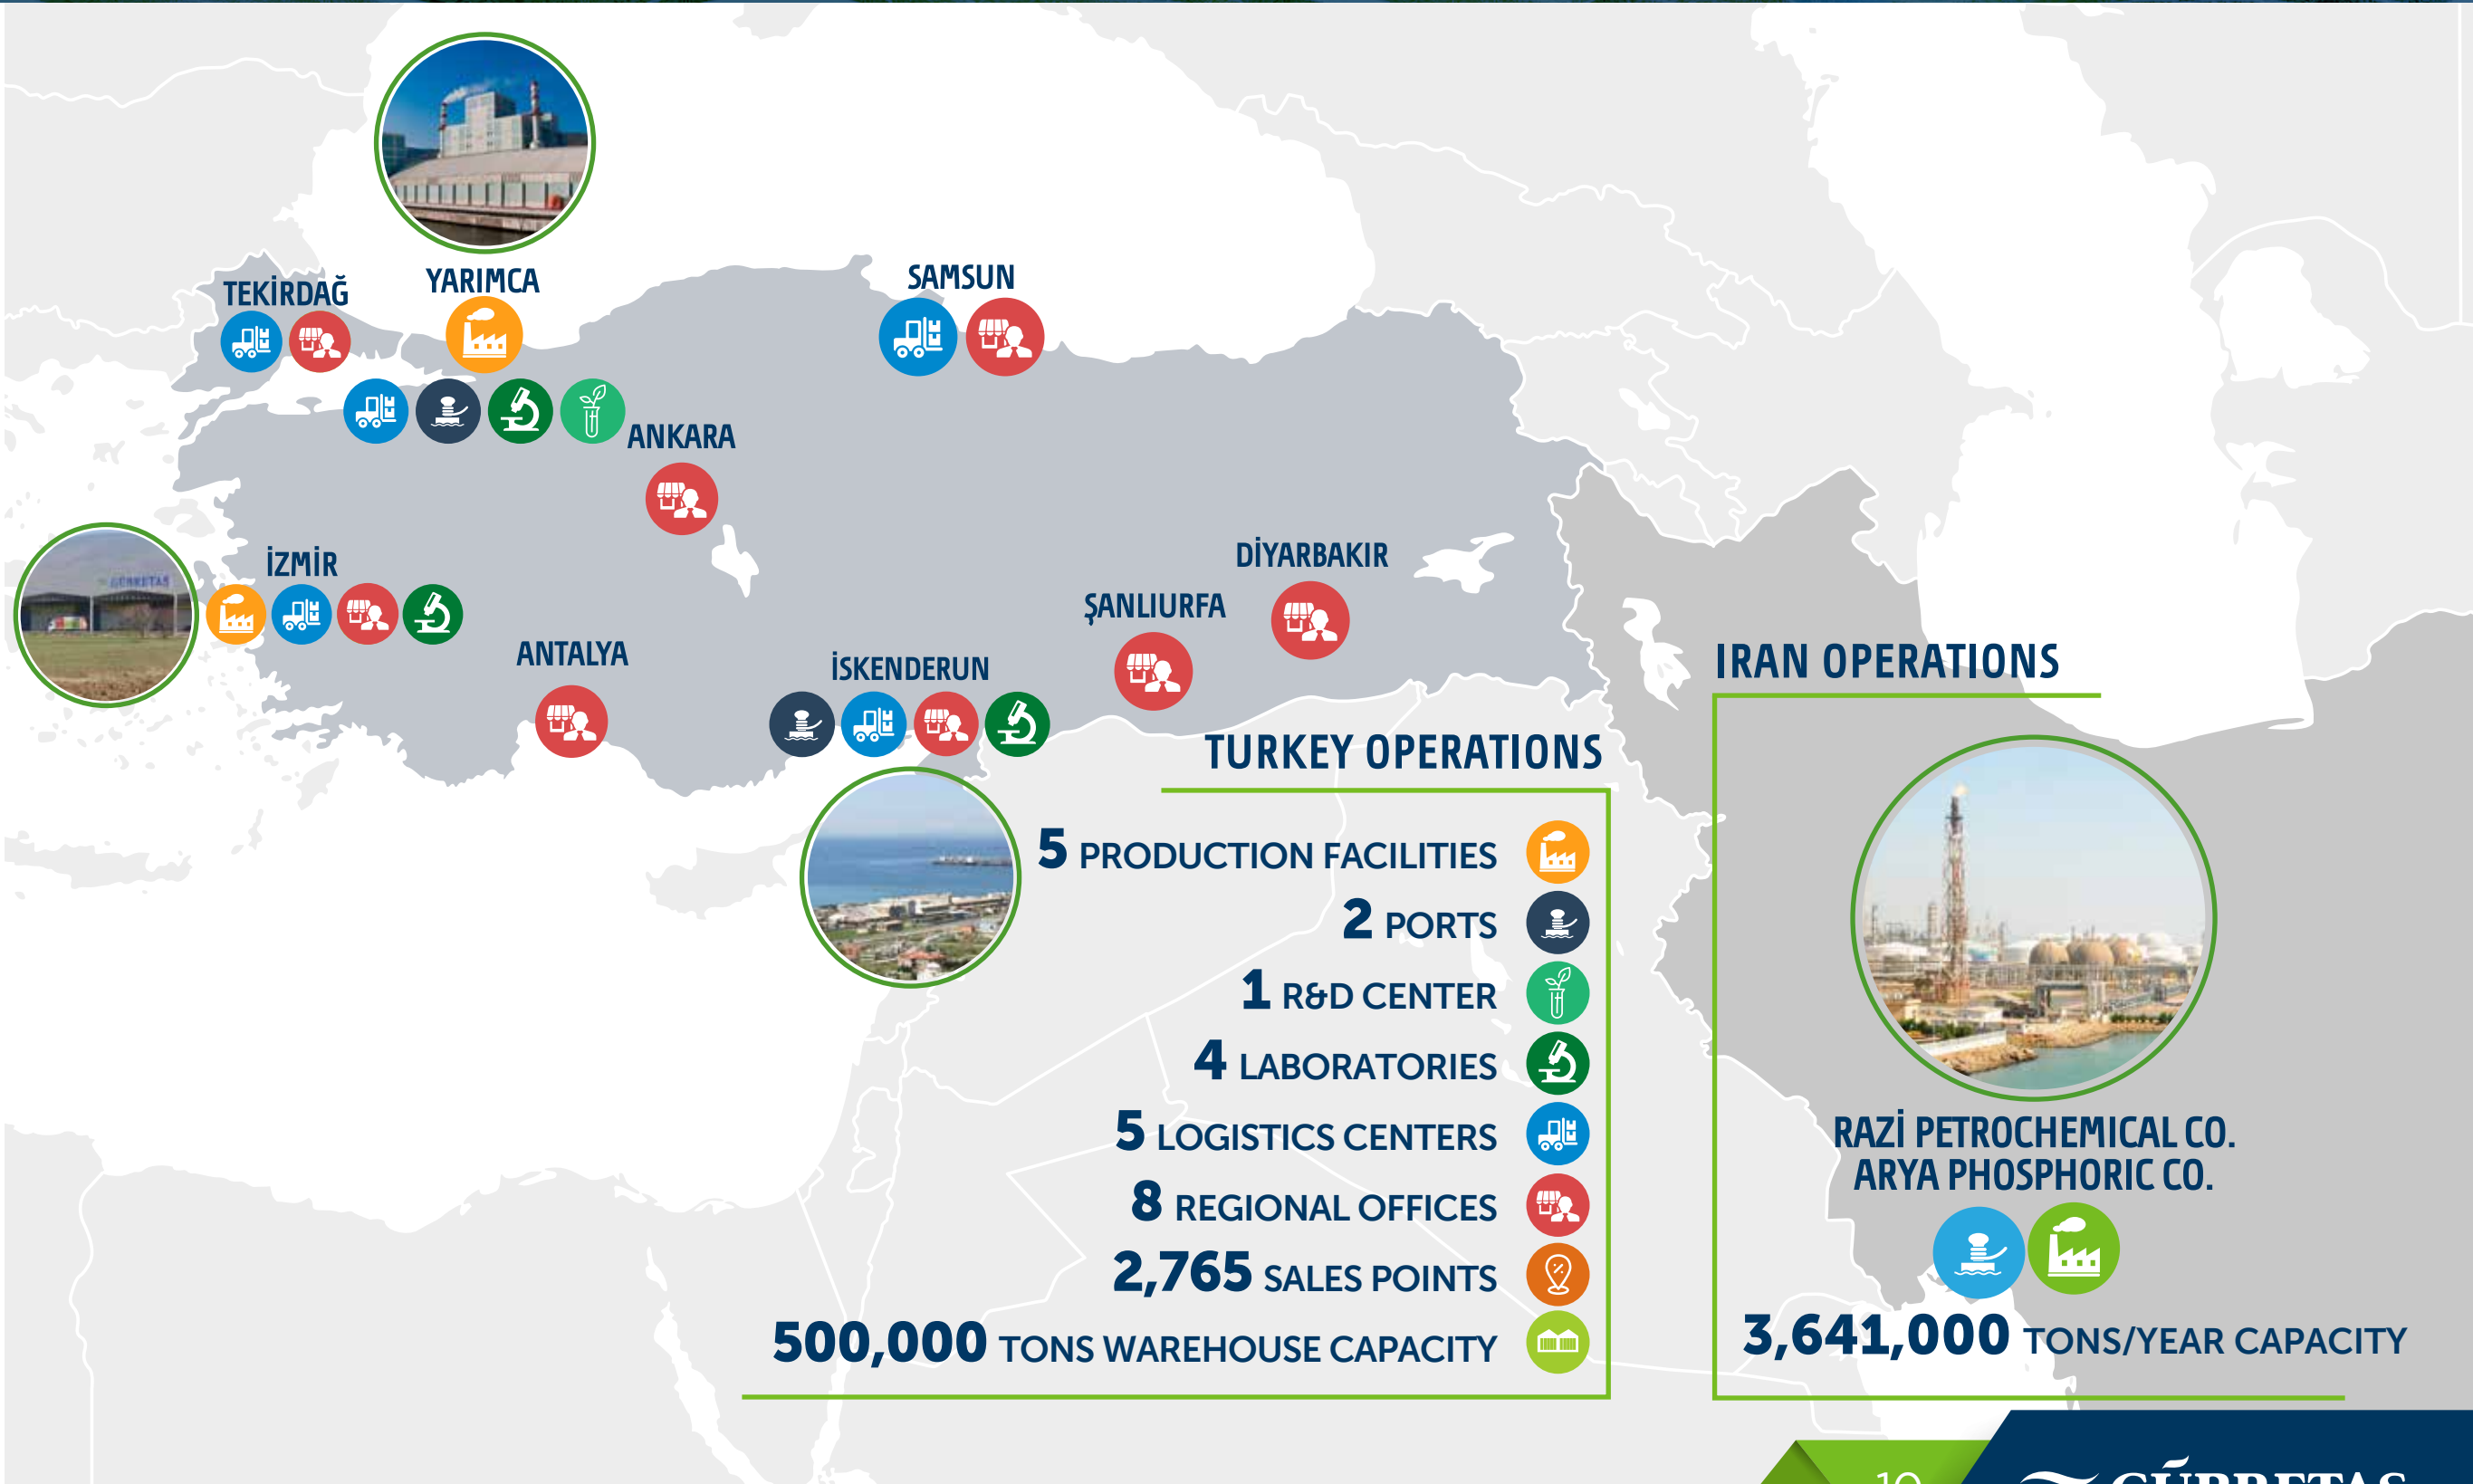 YARIMCA
TEKİRDAĞ
SAMSUN
ANKARA
İZMİR
DİYARBAKIR
ŞANLIURFA
ANTALYA
İSKENDERUN
TURKEY OPERATIONS
5 PRODUCTION FACILITIES
2 PORTS
1 R&D CENTER
4 LABORATORIES
5 LOGISTICS CENTERS
8 REGIONAL OFFICES
2,765 SALES POINTS
500,000 TONS WAREHOUSE CAPACITY
IRAN OPERATIONS
RAZİ PETROCHEMICAL CO.
ARYA PHOSPHORIC CO.
3,641,000 TONS/YEAR CAPACITY
10
GÜBRETAŞ